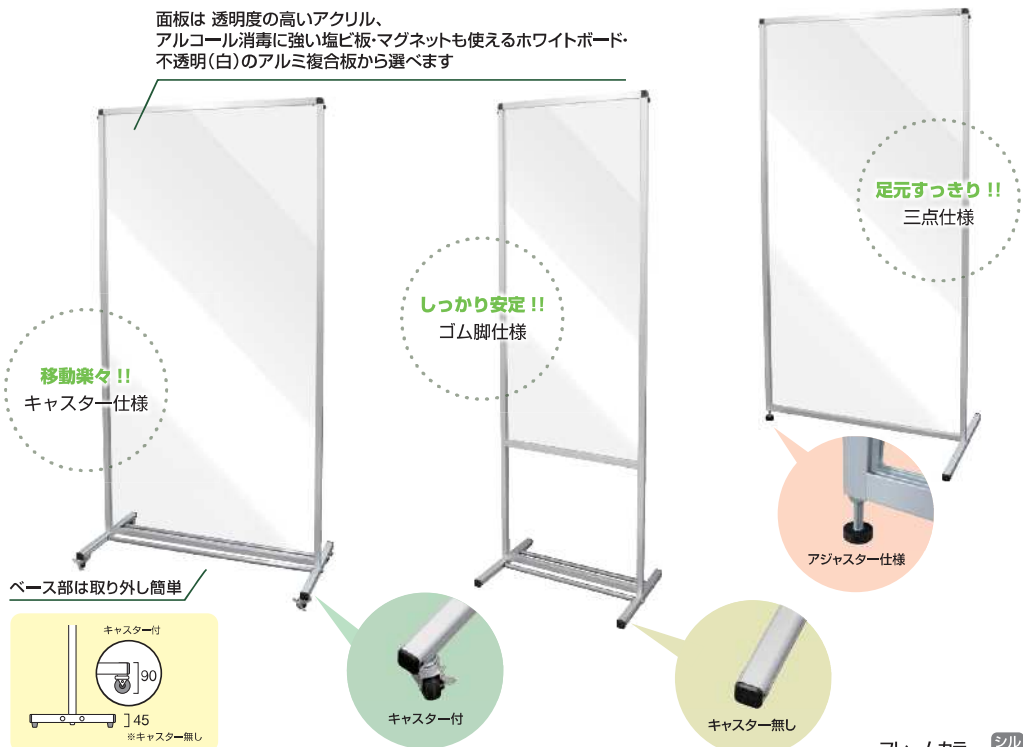 面板は 透明度の高いアクリル、
アルコール消毒に強い塩ビ板・マグネットも使えるホワイトボード・
不透明（白）のアルミ複合板から選べます
足元すっきり!!
三点仕様
しっかり安定!!
ゴム脚仕様
移動楽々!!
キャスター仕様
アジャスター仕様
ベース部は取り外し簡単
キャスター付
90
45
※キャスター無し
キャスター付
キャスター無し
シル